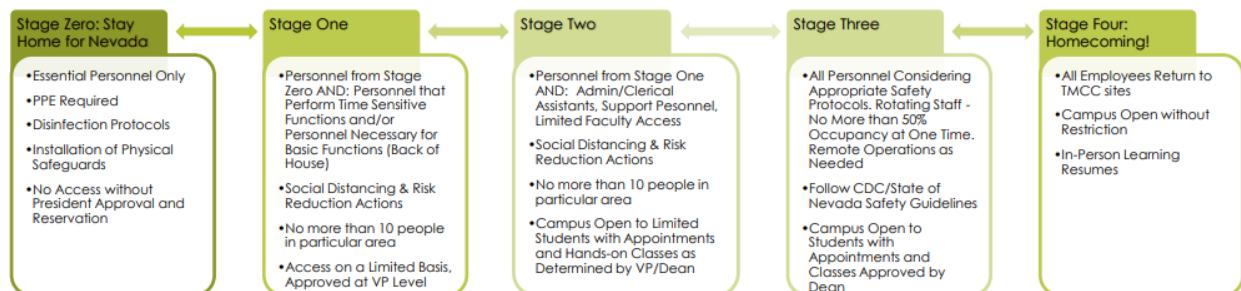 Stage Zero: Stay
Home for Nevada
•Essential Personnel Only
•PPE Required
•Disinfection Protocols
•Installation of Physical
Safeguards
•No Access without
President Approval and
Reservation
Stage One
•Personnel from Stage
Zero AND: Personnel that
Perform Time Sensitive
Functions and/or
Personnel Necessary for
Basic Functions (Back of
House)
•Social Distancing & Risk
Reduction Actions
•No more than 10 people
in particular area
•Access on a Limited Basis,
Approved at VP Level
Stage Two
•Personnel from Stage One
AND: Admin/Clerical
Assistants, Support Pesonnel,
Limited Faculty Access
•Social Distancing & Risk
Reduction Actions
•No more than 10 people in
particular area
•Campus Open to Limited
Students with Appointments
and Hands-on Classes as
Determined by VP/Dean
Stage Three
•All Personnel Considering
Appropriate Safety
Protocols. Rotating Staff -
No More than 50%
Occupancy at One Time.
Remote Operations as
Needed
•Follow CDC/State of
Nevada Safety Guidelines
•Campus Open to
Students with
Appointments and
Classes Approved by
Dean
Stage Four:
Homecoming!
•All Employees Return to
TMCC sites
•Campus Open without
Restriction
•In-Person Learning
Resumes